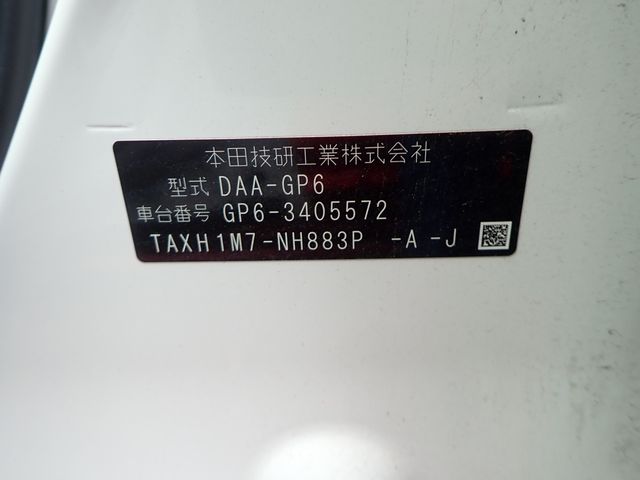 本田技研工業株式会社
型式 DAA-GP6
車台番号 GP6-3405572
TAXH1M7-NH883P -A-J